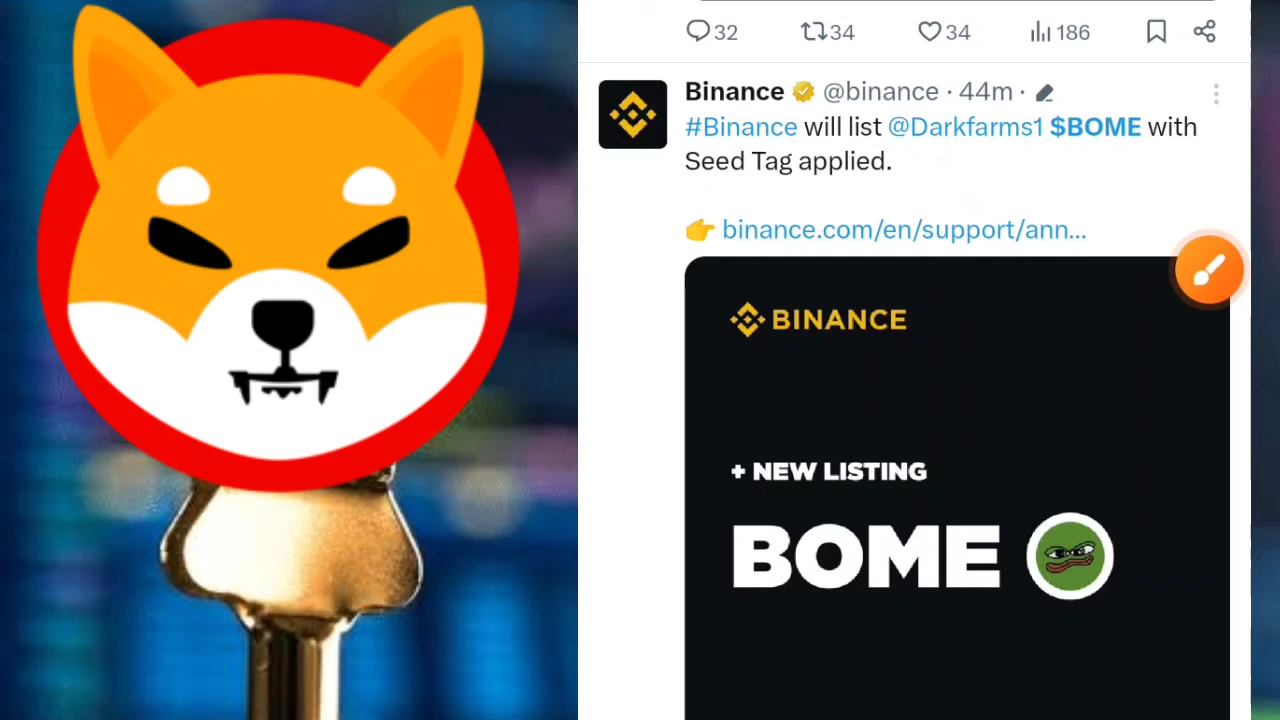 32 34 34 186
Binance @binance · 44m ·
#Binance will list @Darkfarms1 $BOME with
Seed Tag applied.
👉 binance.com/en/support/ann...
BINANCE
+ NEW LISTING
BOME